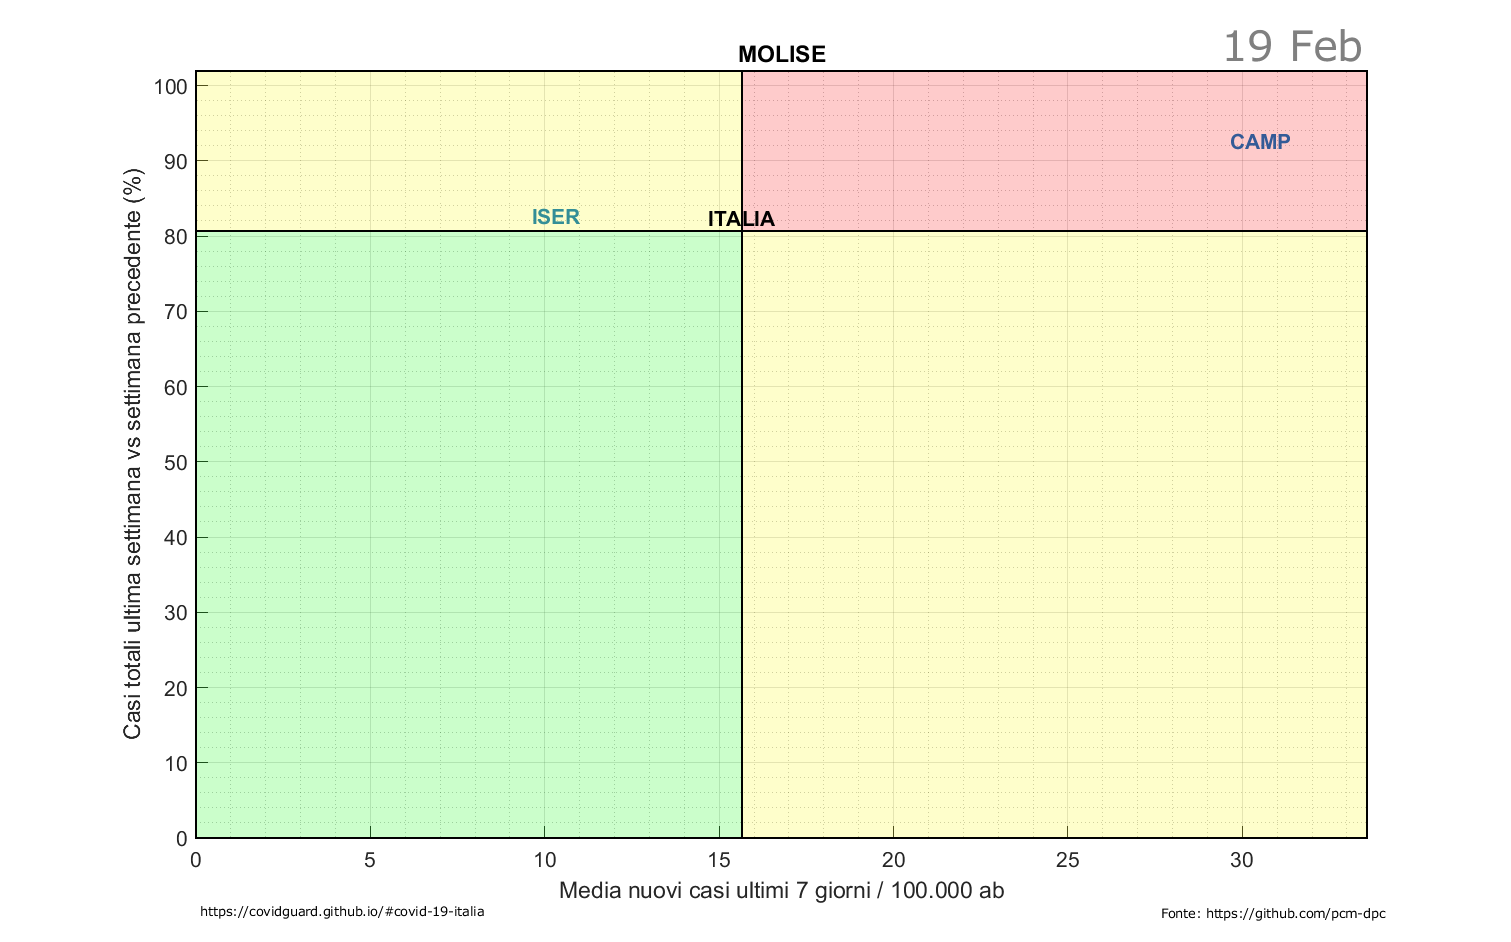 MOLISE
19 Feb
100
90
80
70
60
50
40
30
20
10
0
Casi totali ultima settimana vs settimana precedente (%)
CAMP
ISER
ITALIA
0 5 10 15 20 25 30
Media nuovi casi ultimi 7 giorni / 100.000 ab
https://covidguard.github.io/#covid-19-italia
Fonte: https://github.com/pcm-dpc